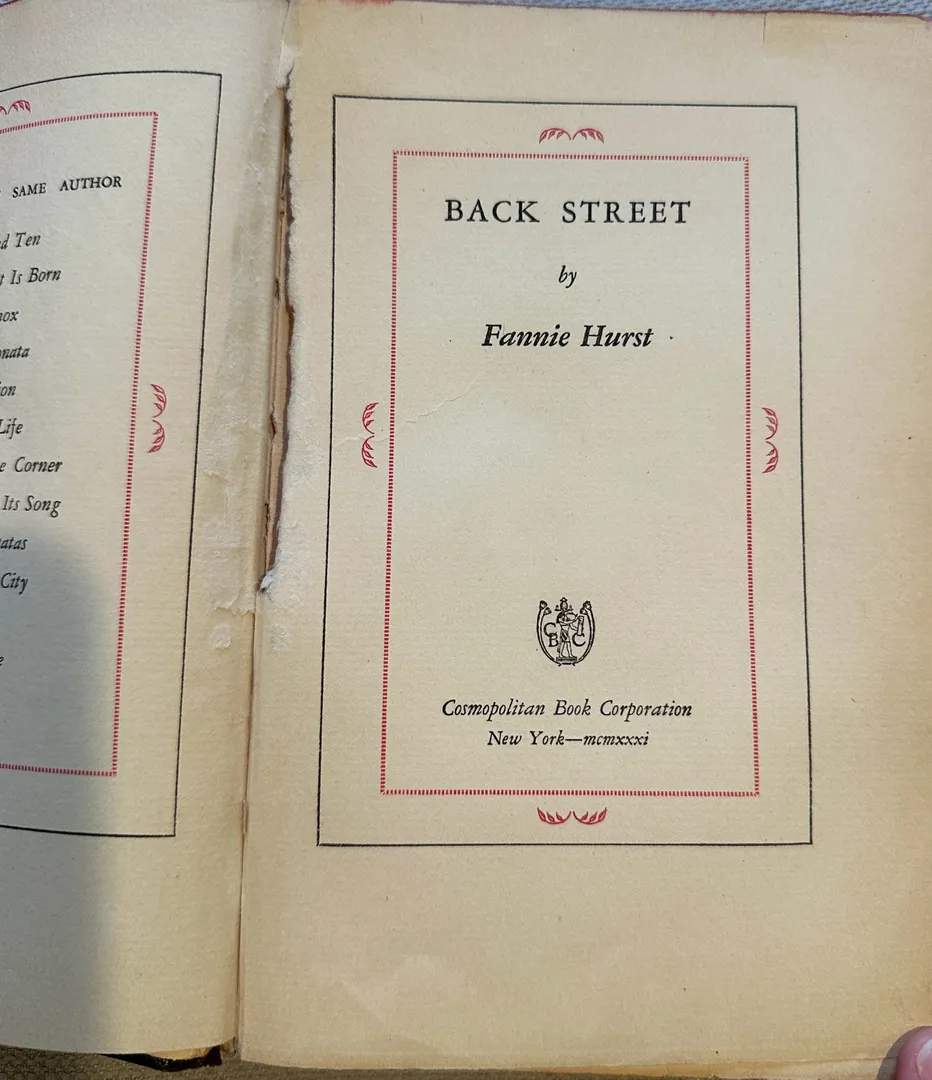 SAME AUTHOR
d Ten
t Is Born
nox
onata
ion
Life
e Corner
Its Song
atas
City
e
BACK STREET
by
Fannie Hurst
C
B C
Cosmopolitan Book Corporation
New York—mcmxxxi